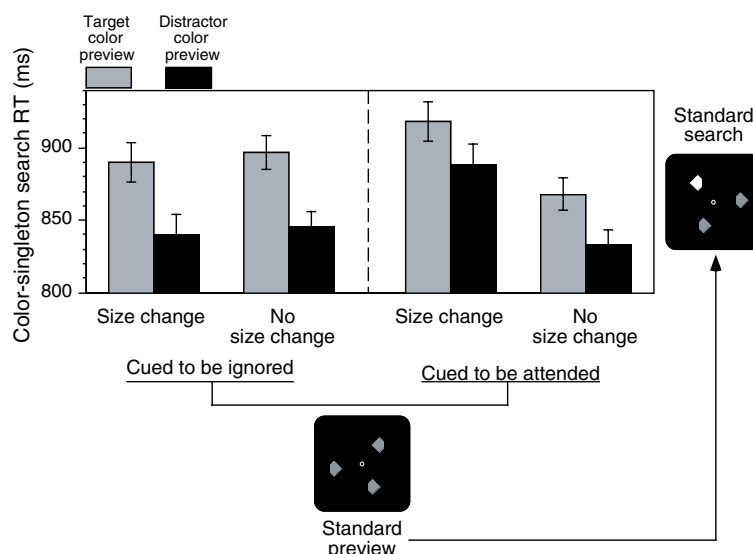 Target
color
preview
Distractor
color
preview
Color-singleton search RT (ms)
900
850
800
Size change
No
size change
Size change
No
size change
Cued to be ignored
Cued to be attended
Standard
search
Standard
preview